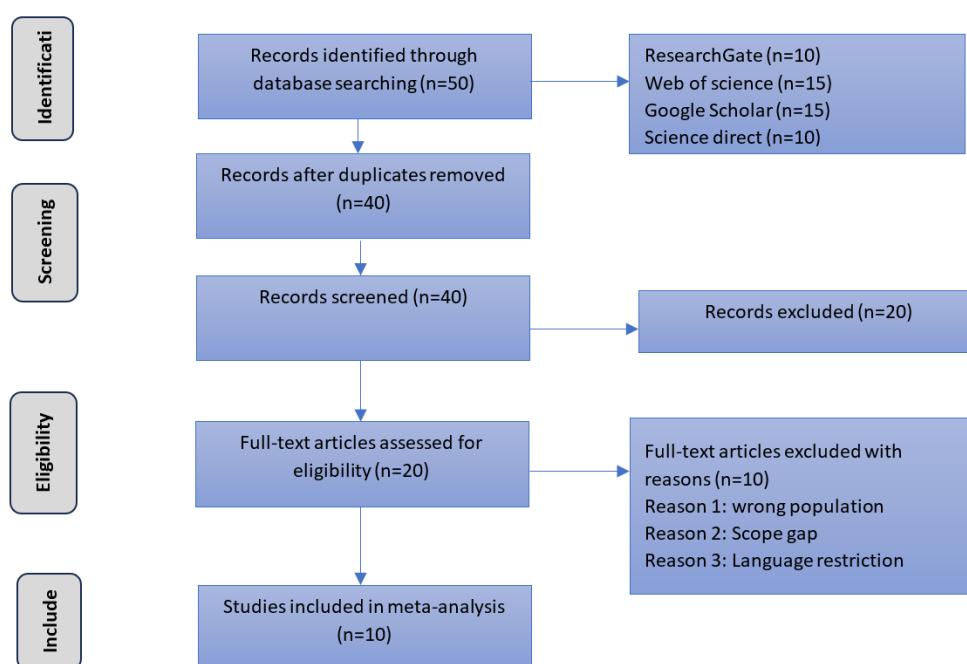 Identificati
Records identified through
database searching (n=50)
ResearchGate (n=10)
Web of science (n=15)
Google Scholar (n=15)
Science direct (n=10)
Screening
Records after duplicates removed
(n=40)
Records screened (n=40)
Records excluded (n=20)
Eligibility
Full-text articles assessed for
eligibility (n=20)
Full-text articles excluded with
reasons (n=10)
Reason 1: wrong population
Reason 2: Scope gap
Reason 3: Language restriction
Include
Studies included in meta-analysis
(n=10)